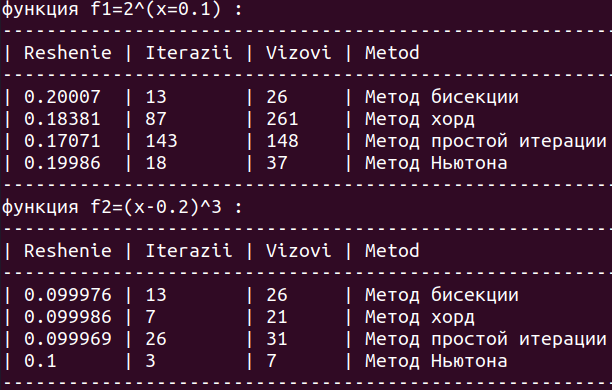 функция f1=2^(x=0.1) :
--------------------------------------------------------
| Reshenie | Iterazii | Vizovi | Metod
--------------------------------------------------------
| 0.20007  | 13       | 26     | Метод бисекции
| 0.18381  | 87       | 261    | Метод хорд
| 0.17071  | 143      | 148    | Метод простой итерации
| 0.19986  | 18       | 37     | Метод Ньютона
--------------------------------------------------------
функция f2=(x-0.2)^3 :
--------------------------------------------------------
| Reshenie | Iterazii | Vizovi | Metod
--------------------------------------------------------
| 0.099976 | 13       | 26     | Метод бисекции
| 0.099986 | 7        | 21     | Метод хорд
| 0.099969 | 26       | 31     | Метод простой итерации
| 0.1      | 3        | 7      | Метод Ньютона
--------------------------------------------------------